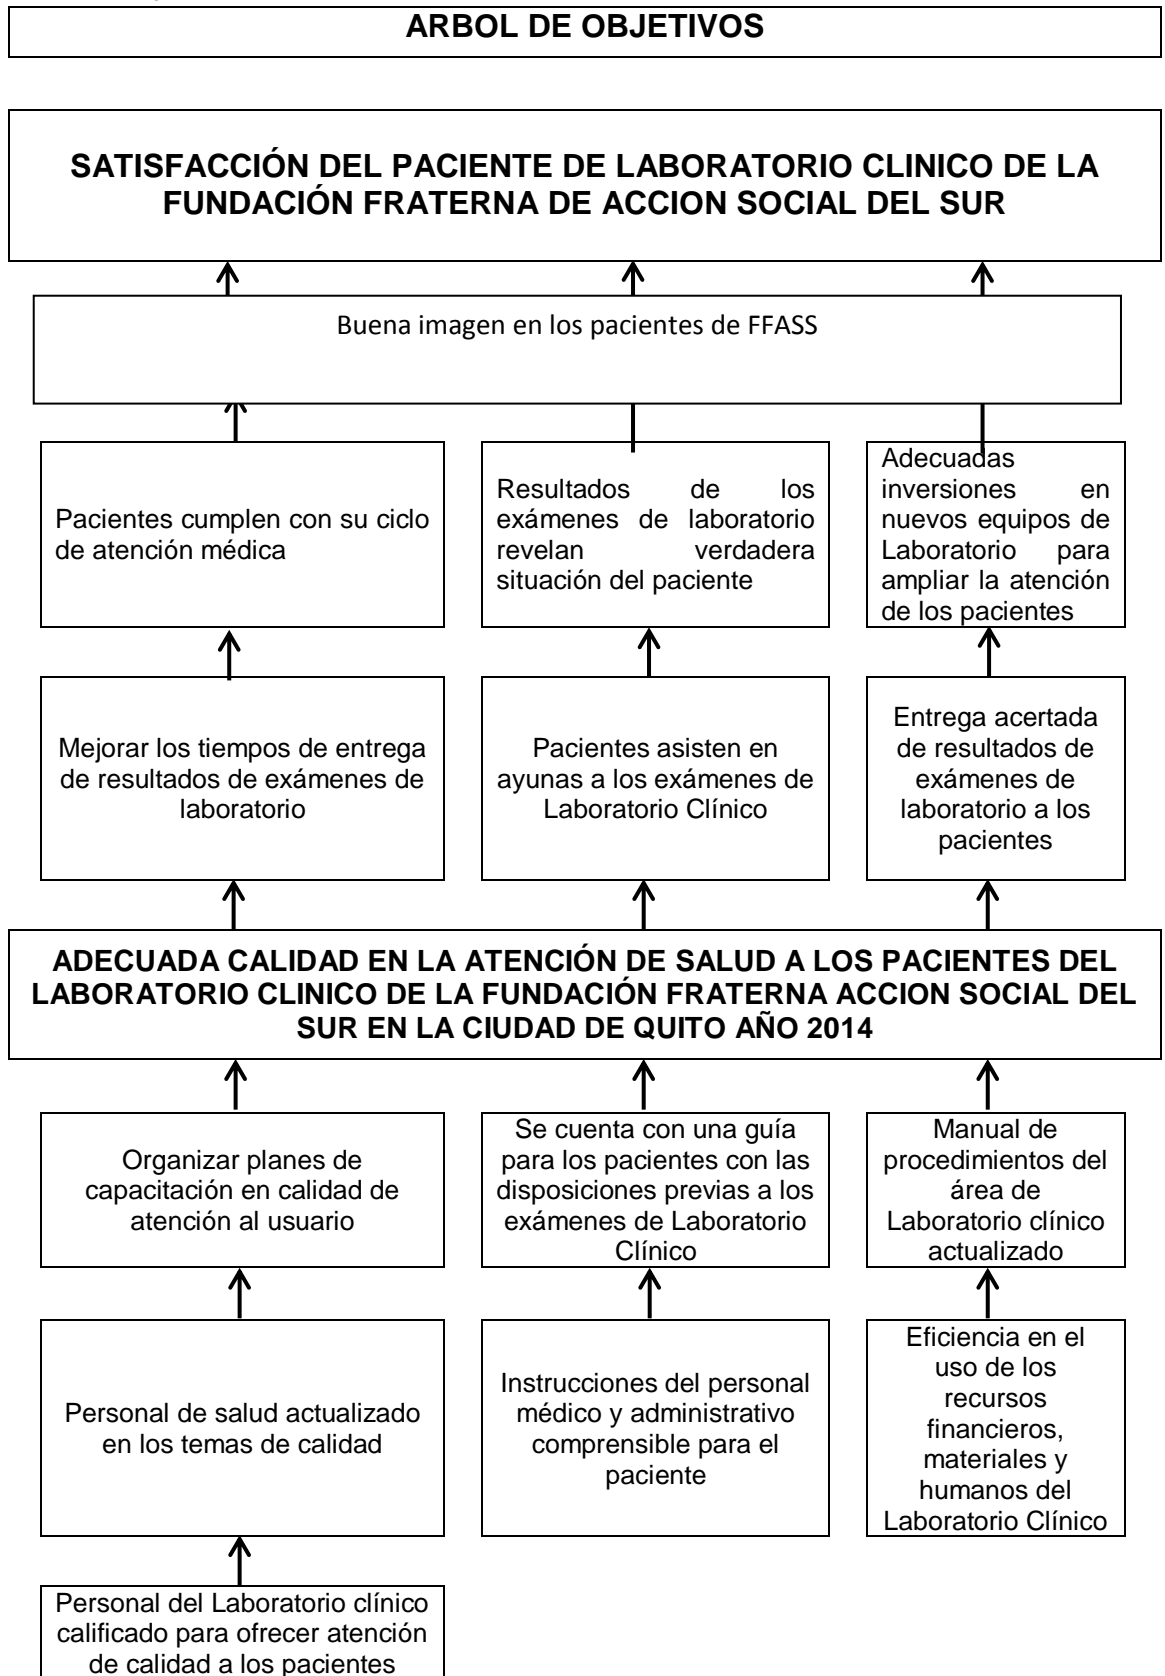 ARBOL DE OBJETIVOS
SATISFACCIÓN DEL PACIENTE DE LABORATORIO CLINICO DE LA
FUNDACIÓN FRATERNA DE ACCION SOCIAL DEL SUR
Buena imagen en los pacientes de FFASS
Pacientes cumplen con su ciclo
de atención médica
Resultados de los
exámenes de laboratorio
revelan verdadera
situación del paciente
Adecuadas
inversiones en
nuevos equipos de
Laboratorio para
ampliar la atención
de los pacientes
Mejorar los tiempos de entrega
de resultados de exámenes de
laboratorio
Pacientes asisten en
ayunas a los exámenes de
Laboratorio Clínico
Entrega acertada
de resultados de
exámenes de
laboratorio a los
pacientes
ADECUADA CALIDAD EN LA ATENCIÓN DE SALUD A LOS PACIENTES DEL
LABORATORIO CLINICO DE LA FUNDACIÓN FRATERNA ACCION SOCIAL DEL
SUR EN LA CIUDAD DE QUITO AÑO 2014
Organizar planes de
capacitación en calidad de
atención al usuario
Se cuenta con una guía
para los pacientes con las
disposiciones previas a los
exámenes de Laboratorio
Clínico
Manual de
procedimientos del
área de
Laboratorio clínico
actualizado
Personal de salud actualizado
en los temas de calidad
Instrucciones del personal
médico y administrativo
comprensible para el
paciente
Eficiencia en el
uso de los
recursos
financieros,
materiales y
humanos del
Laboratorio Clínico
Personal del Laboratorio clínico
calificado para ofrecer atención
de calidad a los pacientes